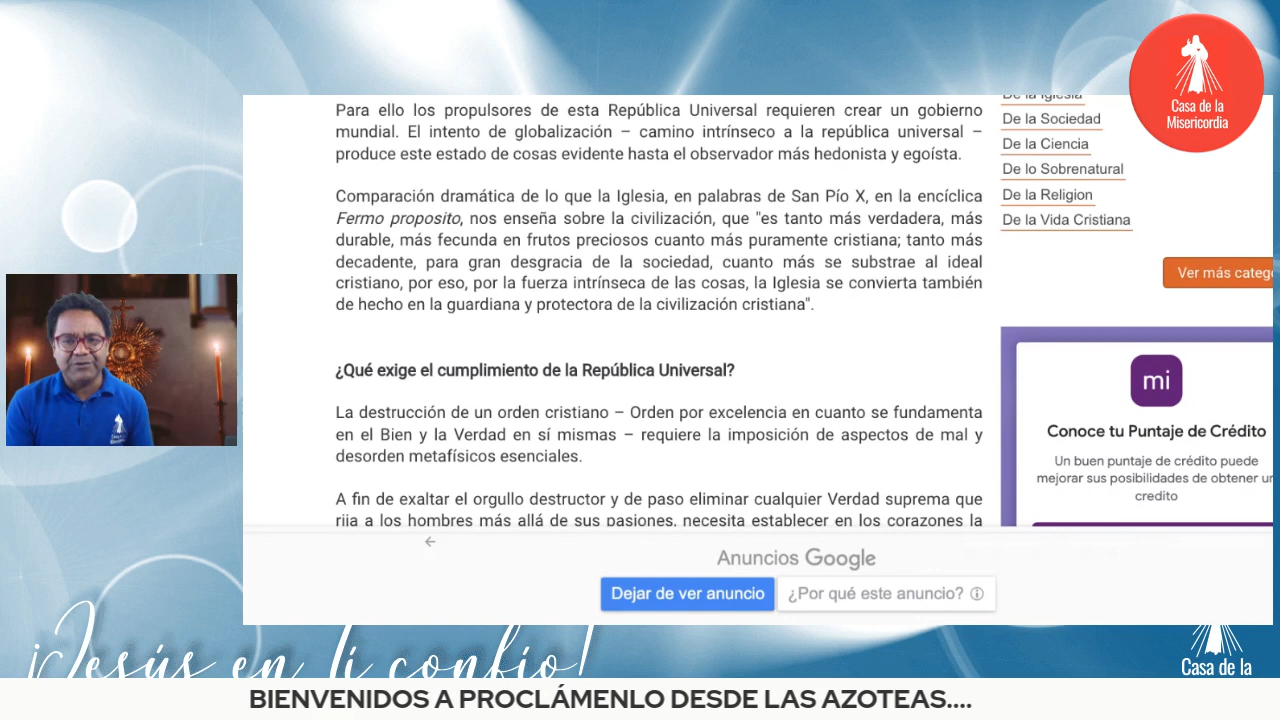 Para ello los propulsores de esta República Universal requieren crear un gobierno
mundial. El intento de globalización – camino intrínseco a la república universal –
produce este estado de cosas evidente hasta el observador más hedonista y egoísta.
Comparación dramática de lo que la Iglesia, en palabras de San Pío X, en la encíclica
Fermo proposito, nos enseña sobre la civilización, que "es tanto más verdadera, más
durable, más fecunda en frutos preciosos cuanto más puramente cristiana; tanto más
decadente, para gran desgracia de la sociedad, cuanto más se substrae al ideal
cristiano, por eso, por la fuerza intrínseca de las cosas, la Iglesia se convierta también
de hecho en la guardiana y protectora de la civilización cristiana".
¿Qué exige el cumplimiento de la República Universal?
La destrucción de un orden cristiano – Orden por excelencia en cuanto se fundamenta
en el Bien y la Verdad en sí mismas – requiere la imposición de aspectos de mal y
desorden metafísicos esenciales.
A fin de exaltar el orgullo destructor y de paso eliminar cualquier Verdad suprema que
rija a los hombres más allá de sus pasiones, necesita establecer en los corazones la
De la Iglesia
De la Sociedad
De la Ciencia
De lo Sobrenatural
De la Religion
De la Vida Cristiana
Ver más categ
mi
Conoce tu Puntaje de Crédito
Un buen puntaje de crédito puede
mejorar sus posibilidades de obtener un
credito
Anuncios Google
Dejar de ver anuncio
¿Por qué este anuncio?
Casa de la
Misericordia
¡Jesús en ti confío!
Casa de la
BIENVENIDOS A PROCLÁMENLO DESDE LAS AZOTEAS....